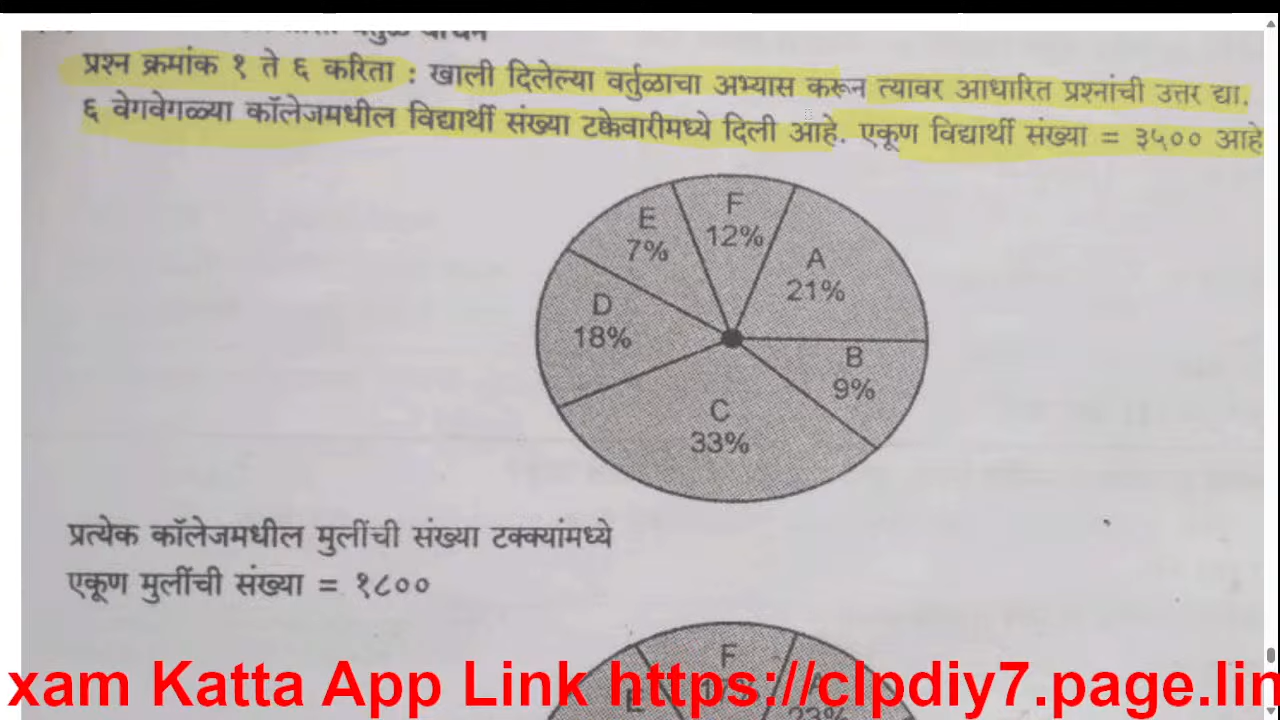 प्रश्न क्रमांक १ ते ६ करिता : खाली दिलेल्या वर्तुळाचा अभ्यास करून त्यावर आधारित प्रश्नांची उत्तर द्या.
६ वेगवेगळ्या कॉलेजमधील विद्यार्थी संख्या टक्केवारीमध्ये दिली आहे. एकूण विद्यार्थी संख्या = ३५०० आहे
F
12%
E
7%
A
21%
D
18%
B
9%
C
33%
प्रत्येक कॉलेजमधील मुलींची संख्या टक्क्यांमध्ये
एकूण मुलींची संख्या = १८००
F
xam Katta App Link https://clpdiy7.page.lin